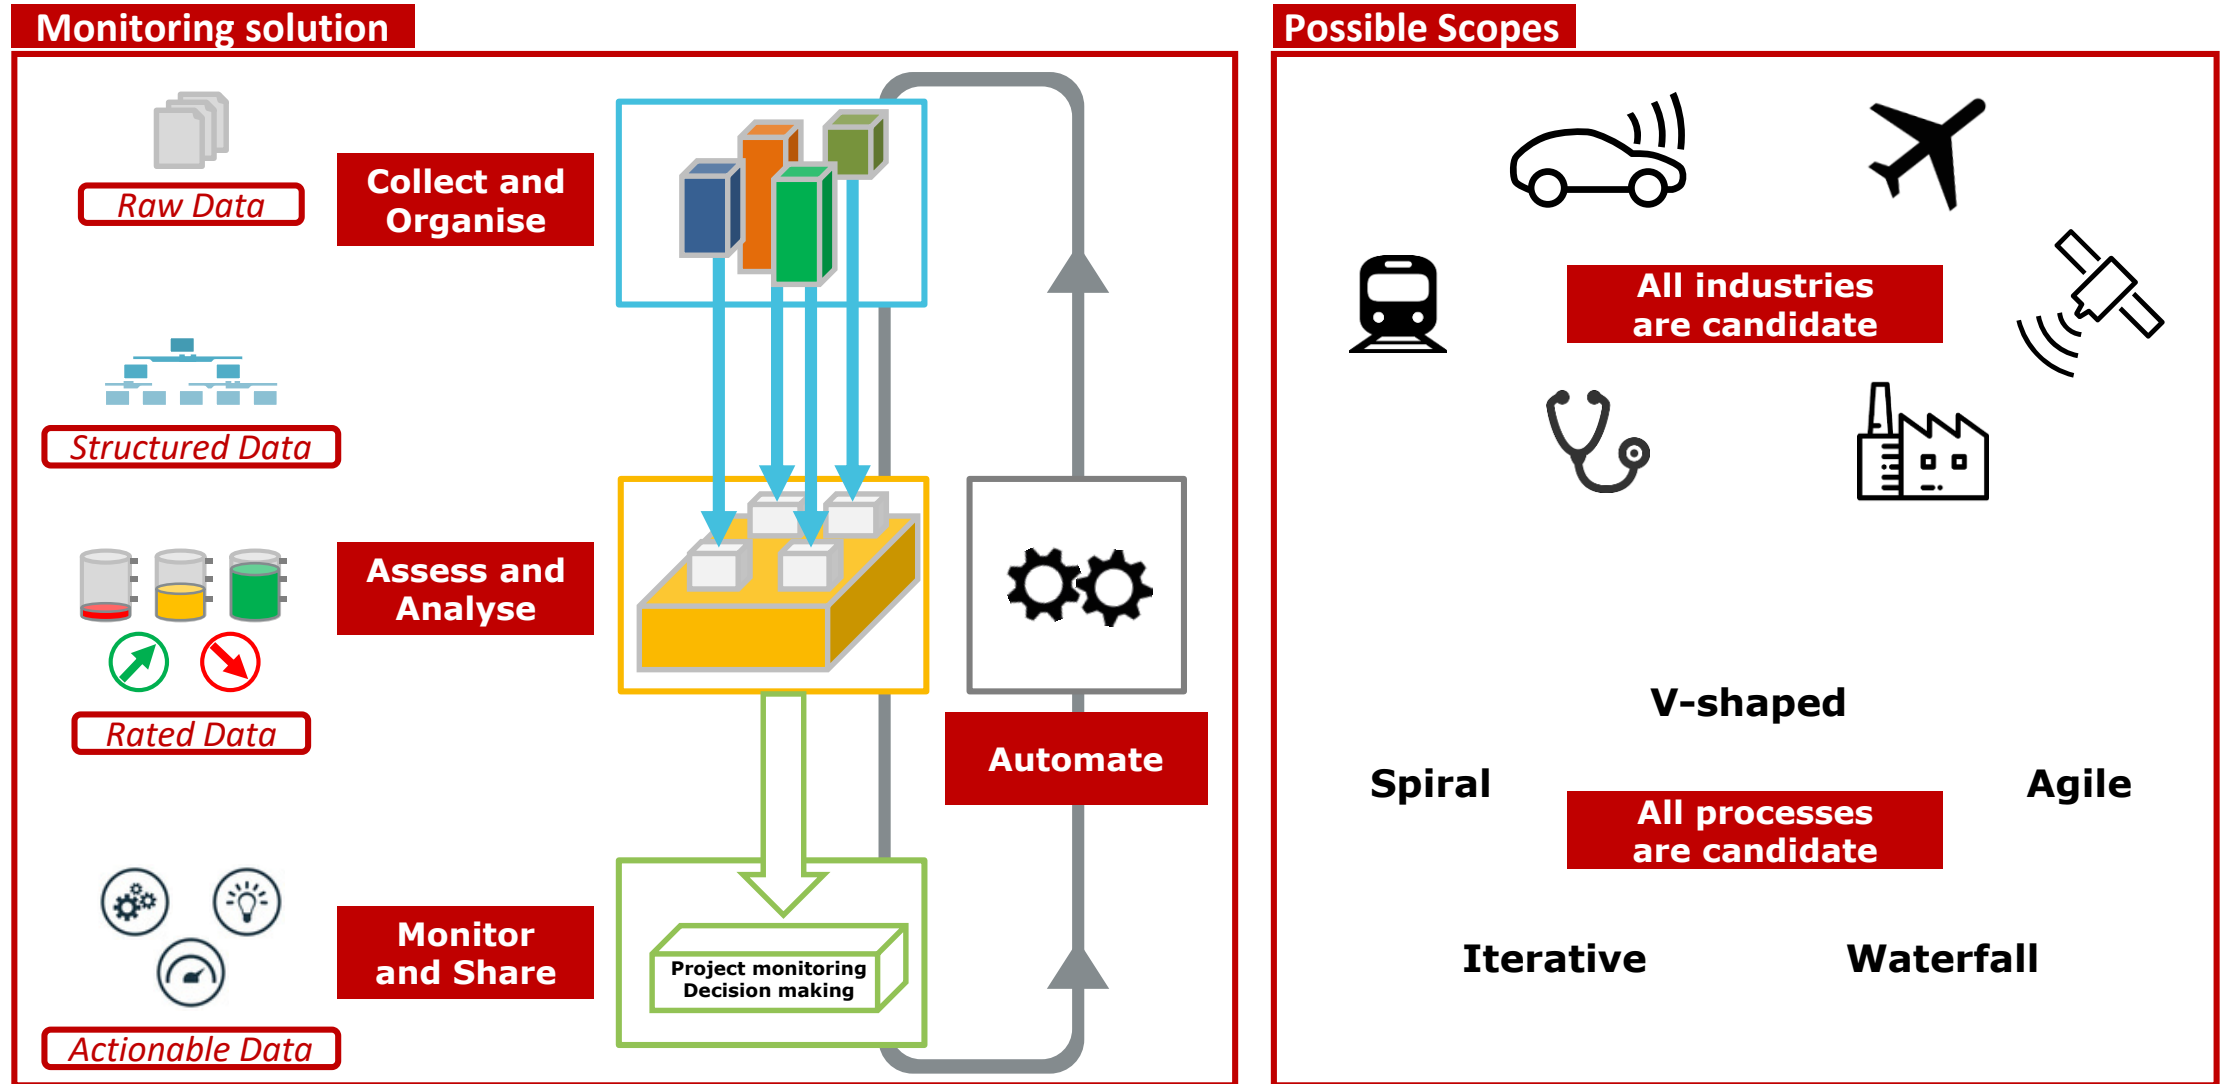 Monitoring solution
Raw Data
Collect and
Organise
Structured Data
Assess and
Analyse
Rated Data
Automate
Monitor
and Share
Project monitoring
Decision making
Actionable Data
Possible Scopes
All industries
are candidate
V-shaped
Spiral
Agile
All processes
are candidate
Iterative
Waterfall